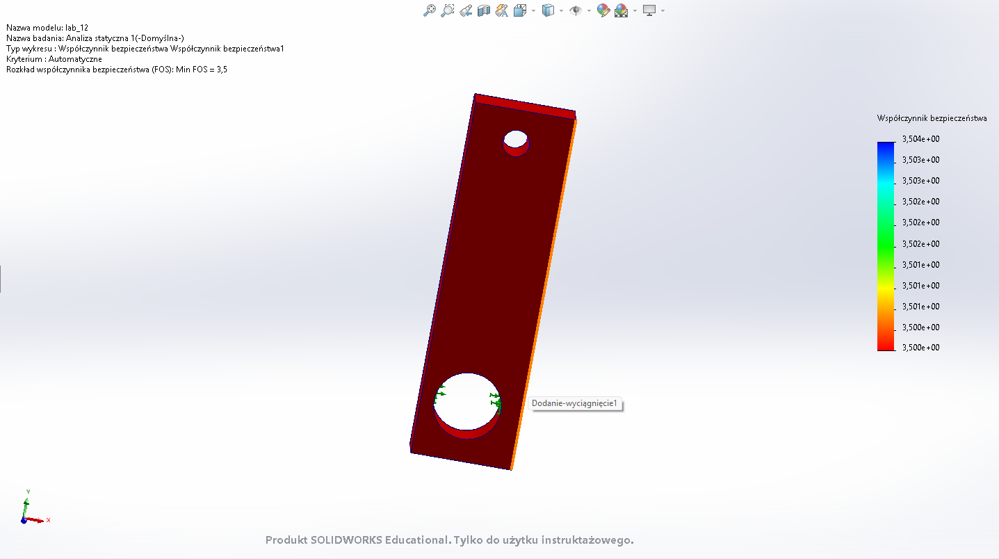 Nazwa modelu: lab_12
Nazwa badania: Analiza statyczna 1(-Domyślna-)
Typ wykresu : Współczynnik bezpieczeństwa Współczynnik bezpieczeństwa1
Kryterium : Automatyczne
Rozkład współczynnika bezpieczeństwa (FOS): Min FOS = 3,5
Współczynnik bezpieczeństwa
3,504e+00
3,503e+00
3,503e+00
3,502e+00
3,502e+00
3,502e+00
3,501e+00
3,501e+00
3,501e+00
3,500e+00
3,500e+00
Dodanie-wyciągnięcie1
Y
X
Produkt SOLIDWORKS Educational. Tylko do użytku instruktażowego.